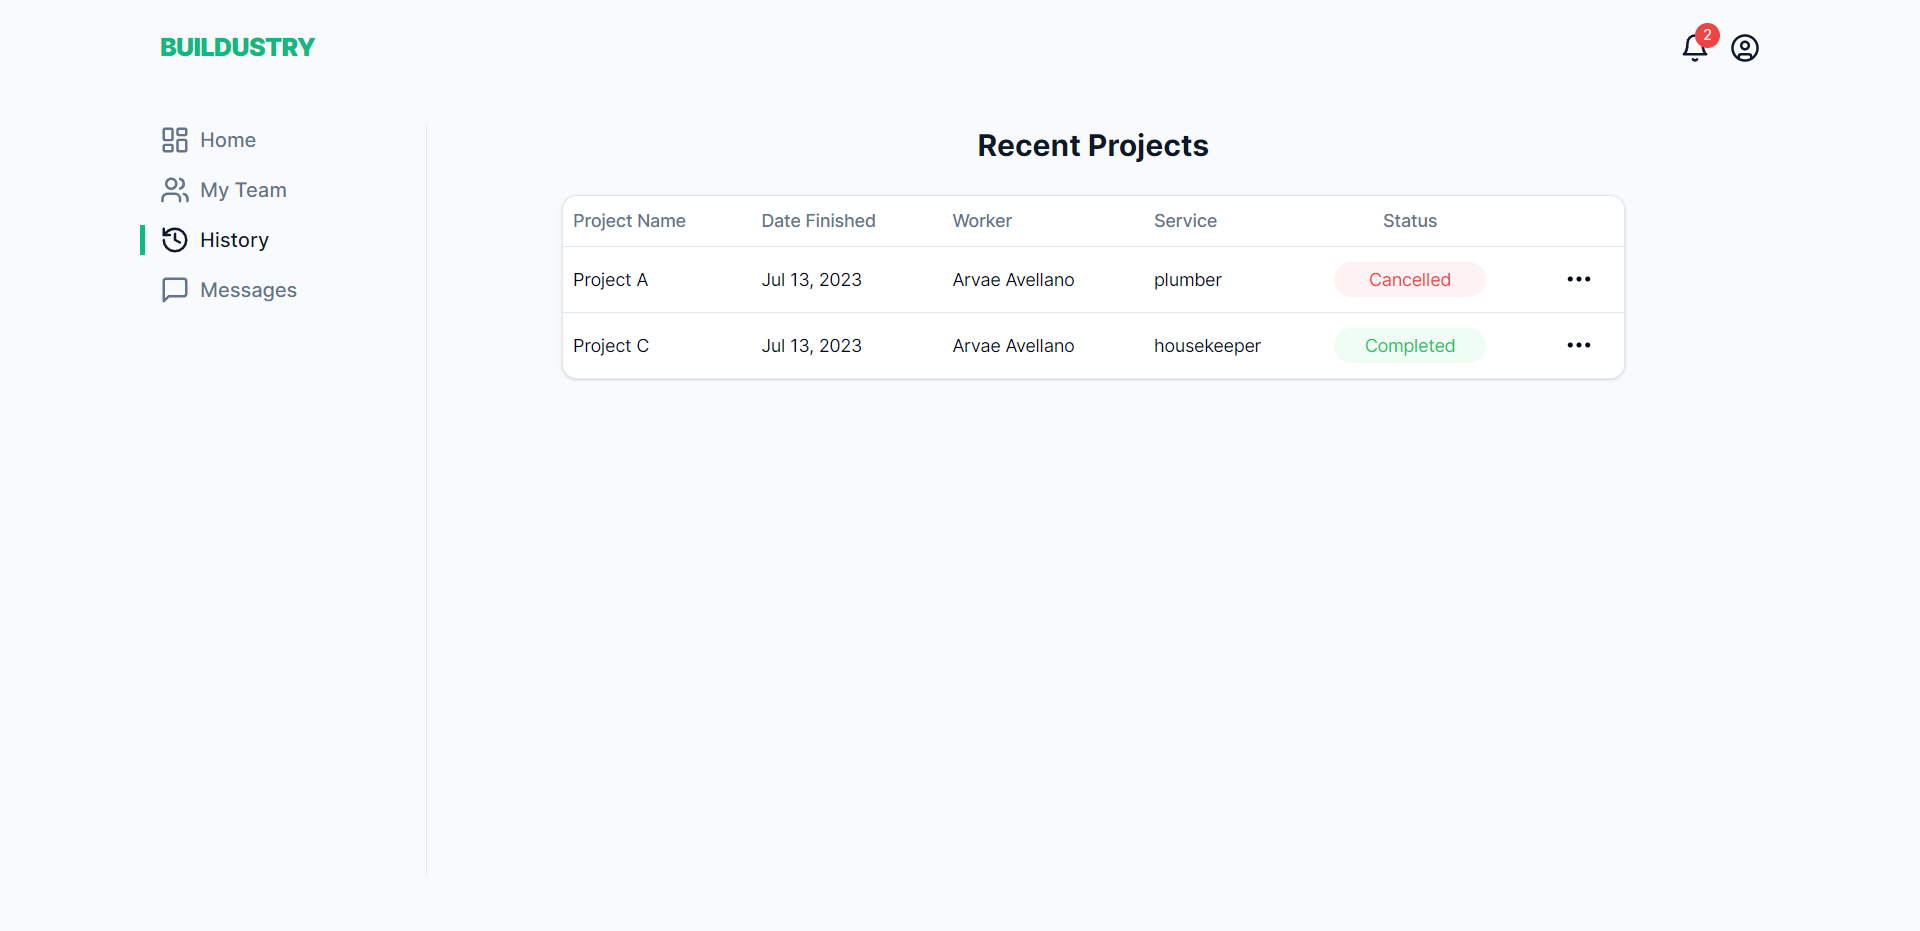 BUILDUSTRY
2
Home
My Team
History
Messages
Recent Projects
Project Name Date Finished Worker Service Status
Project A Jul 13, 2023 Arvae Avellano plumber Cancelled
Project C Jul 13, 2023 Arvae Avellano housekeeper Completed